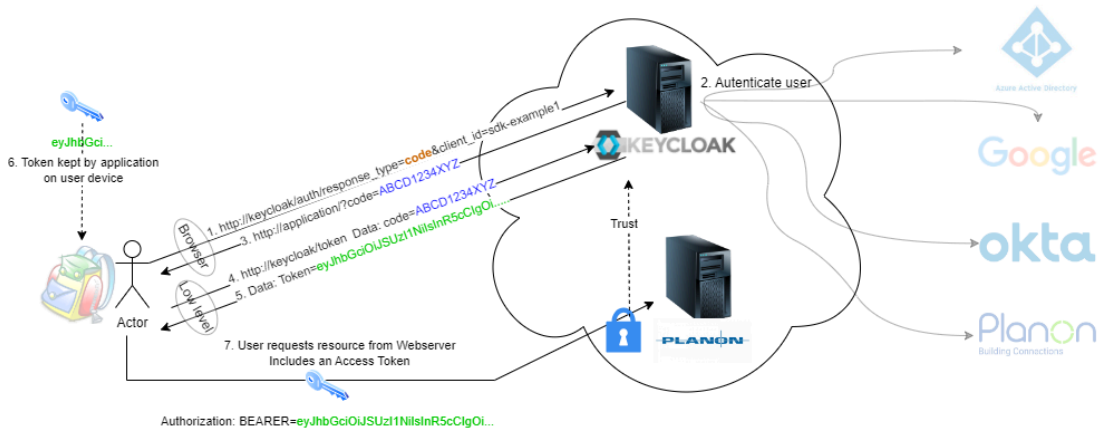 2. Autenticate user
Azure Active Directory
eyJhbGci...
6. Token kept by application
on user device
1. http://keycloak/auth/response_type=code&client_id=sdk-example1
KEYCLOAK
Google
3. http://application/?code=ABCD1234XYZ
Browser
4. http://keycloak/token Data: code=ABCD1234XYZ
5. Data: Token=eyJhbGciOiJSUzI1NiIsInR5cCIgOi.....
Low level
Trust
okta
Actor
7. User requests resource from Webserver
Includes an Access Token
PLANON
Planon
Building Connections
Authorization: BEARER=eyJhbGciOiJSUzI1NiIsInR5cCIgOi...